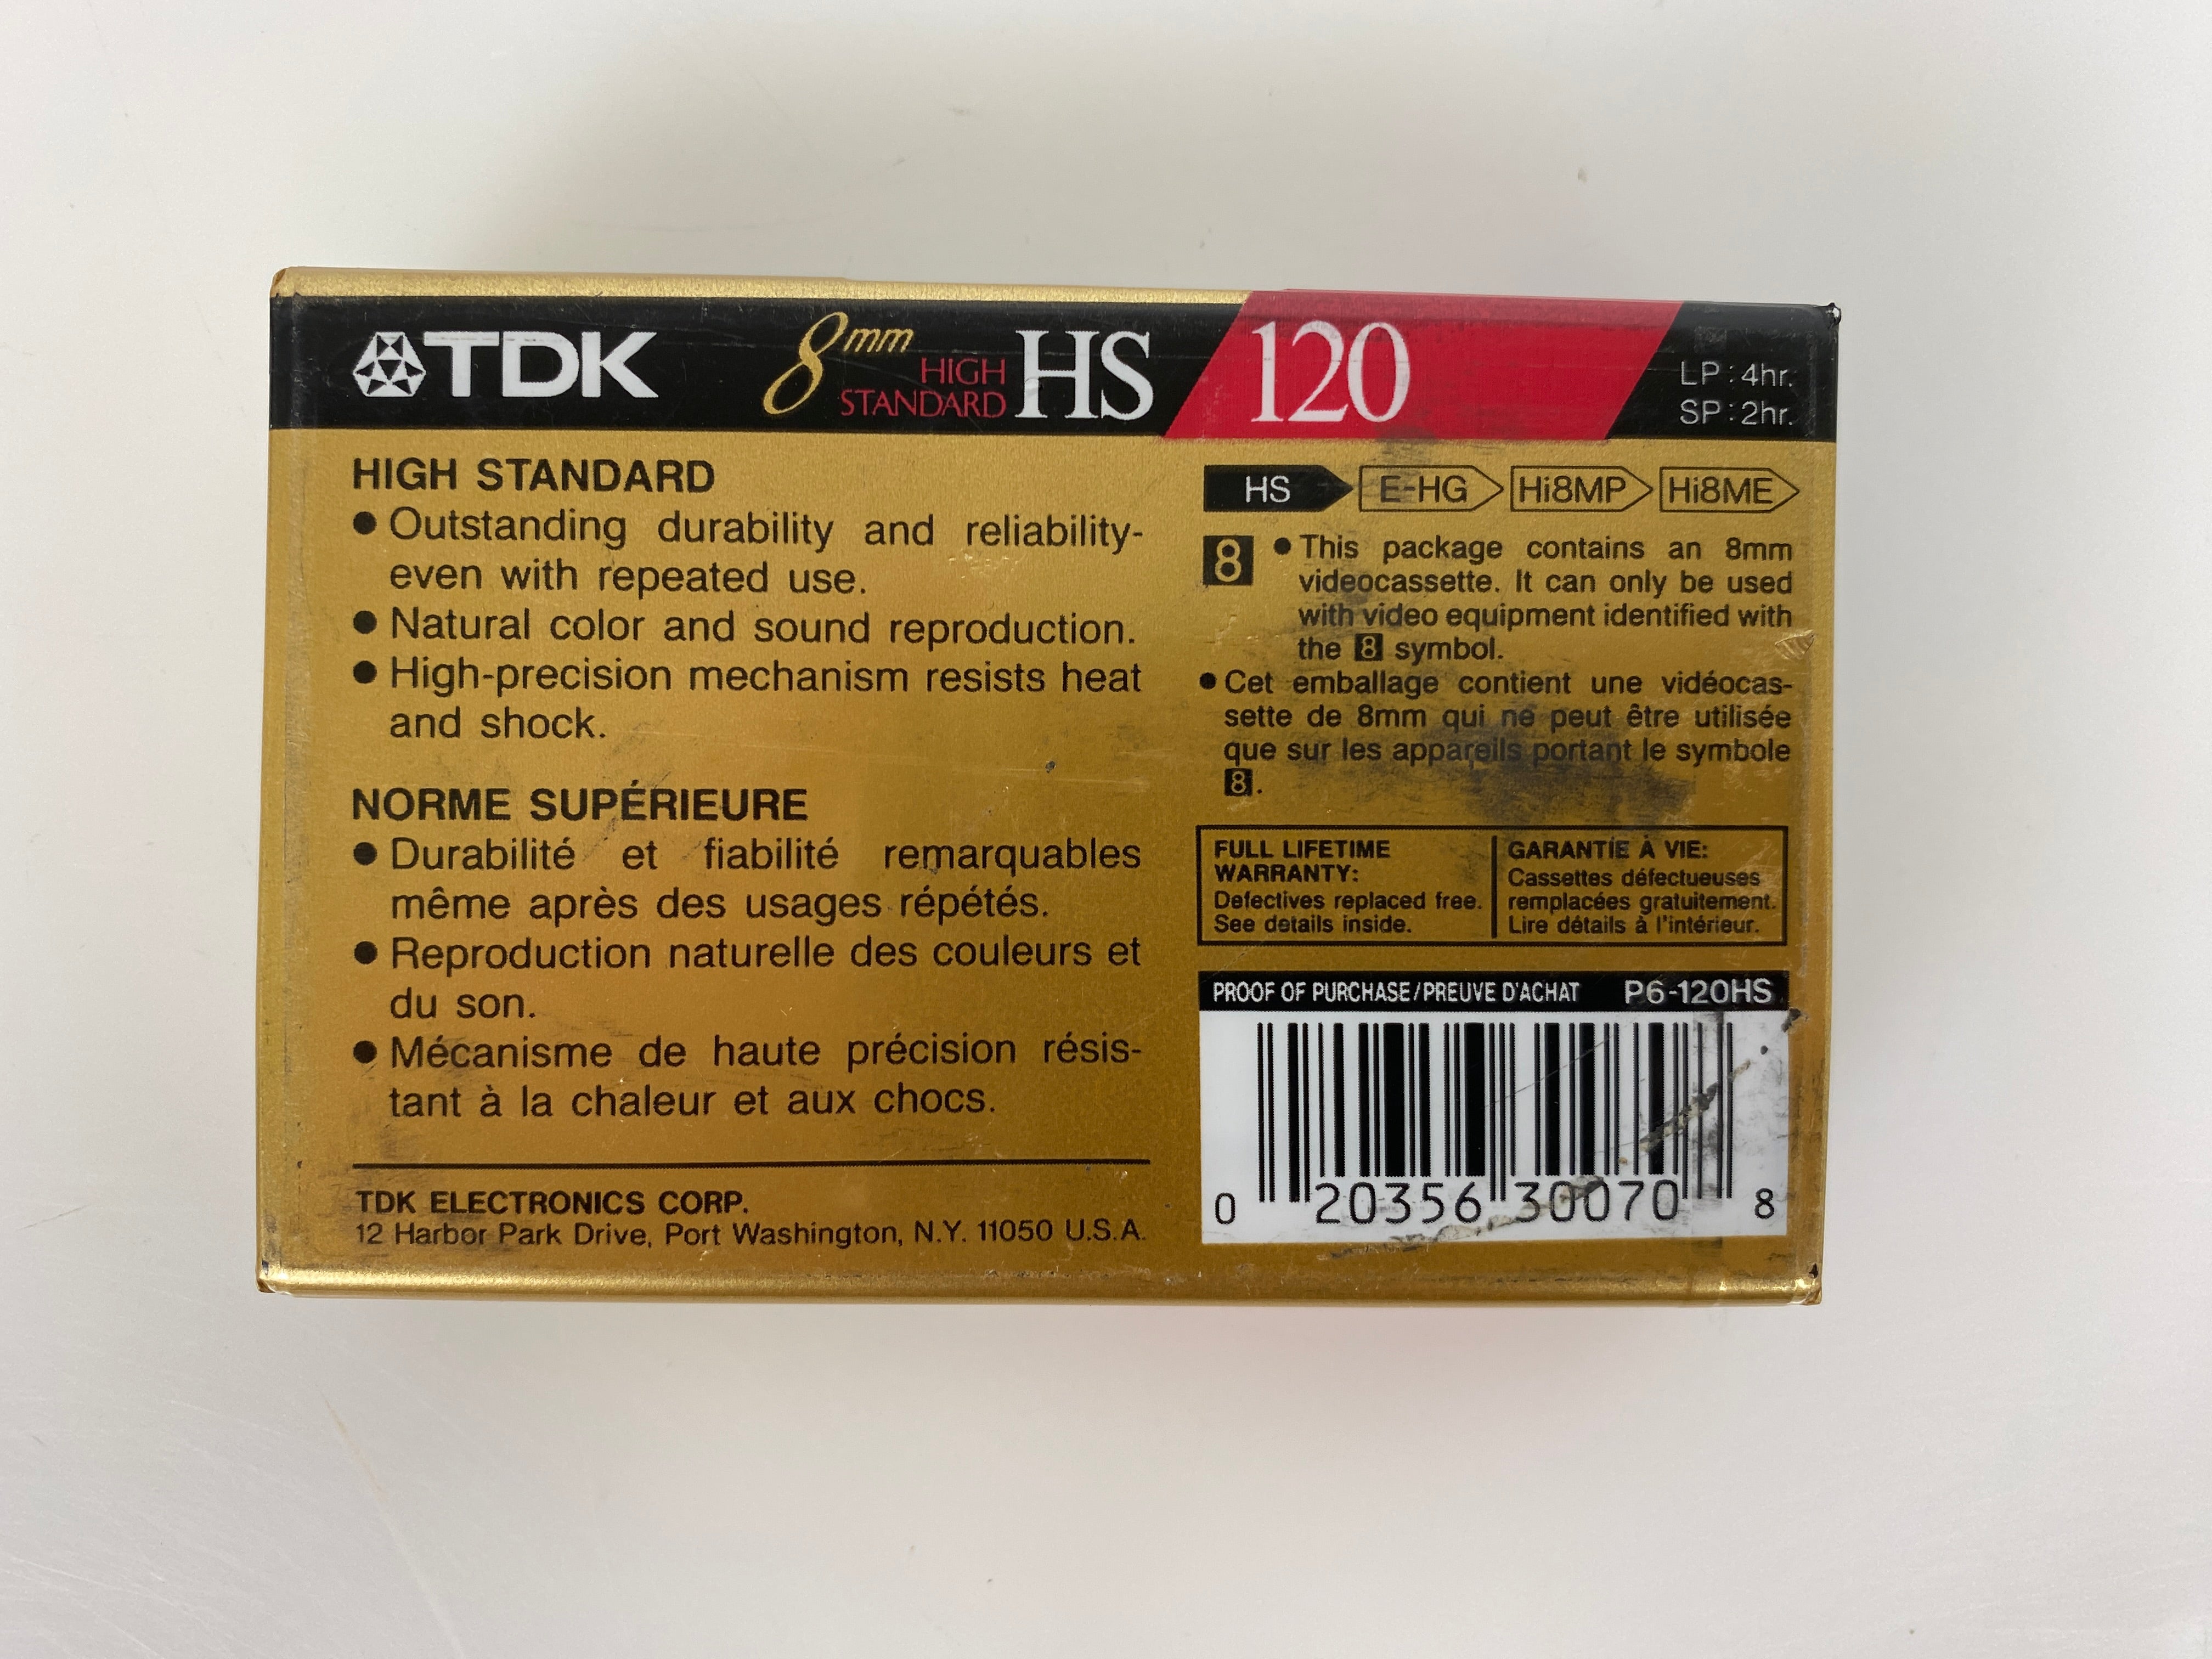 TDK 8mm HIGH STANDARD HS 120
LP : 4hr.
SP : 2hr.
HIGH STANDARD
● Outstanding durability and reliability-
even with repeated use.
● Natural color and sound reproduction.
● High-precision mechanism resists heat
and shock.
NORME SUPÉRIEURE
● Durabilité et fiabilité remarquables
même après des usages répétés.
● Reproduction naturelle des couleurs et
du son.
● Mécanisme de haute précision résis-
tant à la chaleur et aux chocs.
TDK ELECTRONICS CORP.
12 Harbor Park Drive, Port Washington, N.Y. 11050 U.S.A.
HS E-HG Hi8MP Hi8ME
8 ● This package contains an 8mm
videocassette. It can only be used
with video equipment identified with
the 8 symbol.
● Cet emballage contient une vidéocas-
sette de 8mm qui ne peut être utilisée
que sur les appareils portant le symbole
8.
FULL LIFETIME
WARRANTY:
Defectives replaced free.
See details inside.
GARANTIE À VIE:
Cassettes défectueuses
remplacées gratuitement.
Lire détails à l'intérieur.
PROOF OF PURCHASE/PREUVE D'ACHAT P6-120HS
0 20356 30070 8